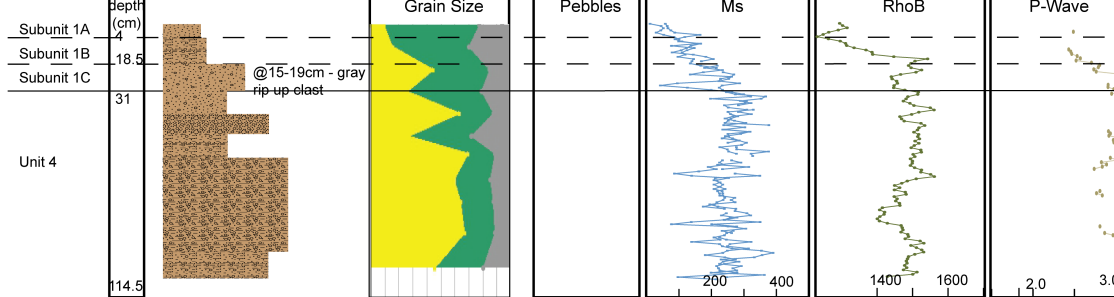 depth
(cm)
Grain Size
Pebbles
Ms
RhoB
P-Wave
Subunit 1A
4
Subunit 1B
18.5
Subunit 1C
@15-19cm - gray
rip up clast
31
Unit 4
114.5
200
400
1400
1600
2.0
3.0